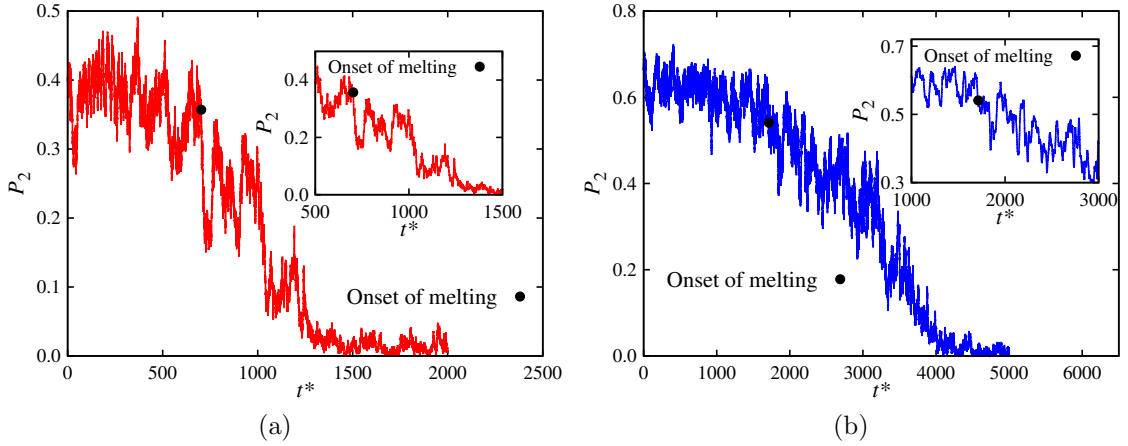 0.5
0.4
0.3
0.2
0.1
0.0
P2
0 500 1000 1500 2000 2500
t*
Onset of melting
0.4
0.2
0.0
P2
500 1000 1500
t*
Onset of melting
(a)
0.8
0.6
0.4
0.2
0.0
P2
0 1000 2000 3000 4000 5000 6000
t*
Onset of melting
0.7
0.5
0.3
P2
1000 2000 3000
t*
Onset of melting
(b)